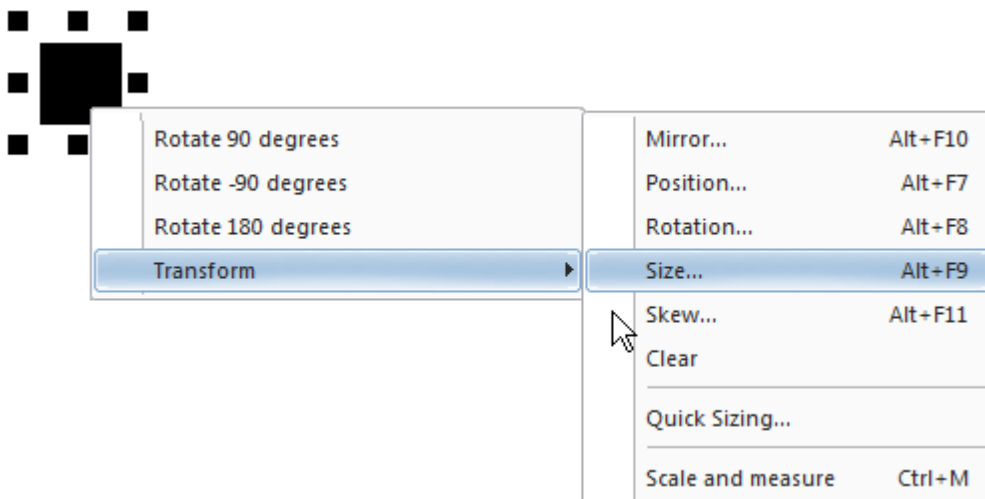 Rotate 90 degrees
Rotate -90 degrees
Rotate 180 degrees
Transform
Mirror... Alt+F10
Position... Alt+F7
Rotation... Alt+F8
Size... Alt+F9
Skew... Alt+F11
Clear
Quick Sizing...
Scale and measure Ctrl+M